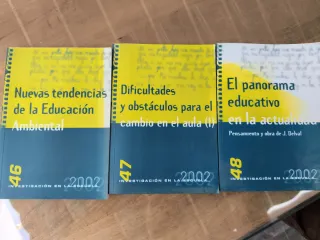 Nuevas tendencias
de la Educación
Ambiental
46
INVESTIGACIÓN EN LA ESCUELA
2002
Dificultades
y obstáculos para el
cambio en el aula (I)
47
INVESTIGACIÓN EN LA ESCUELA
2002
El panorama
educativo
en la actualidad
Pensamiento y obra de J. Delval
48
INVESTIGACIÓN EN LA ESCUELA
2002